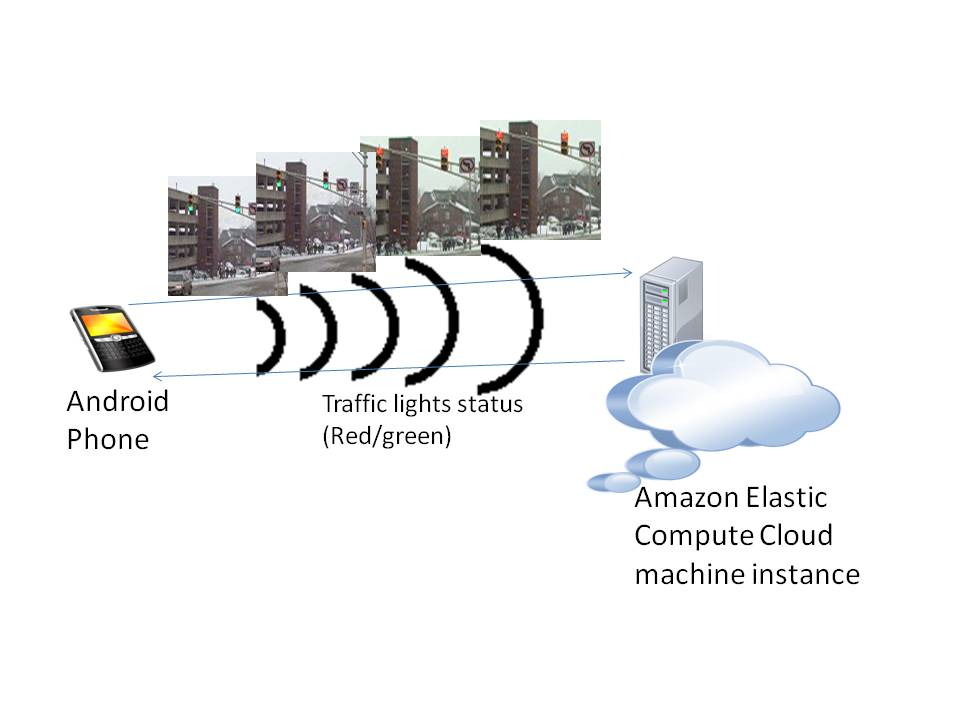 Android
Phone
Traffic lights status
(Red/green)
Amazon Elastic
Compute Cloud
machine instance